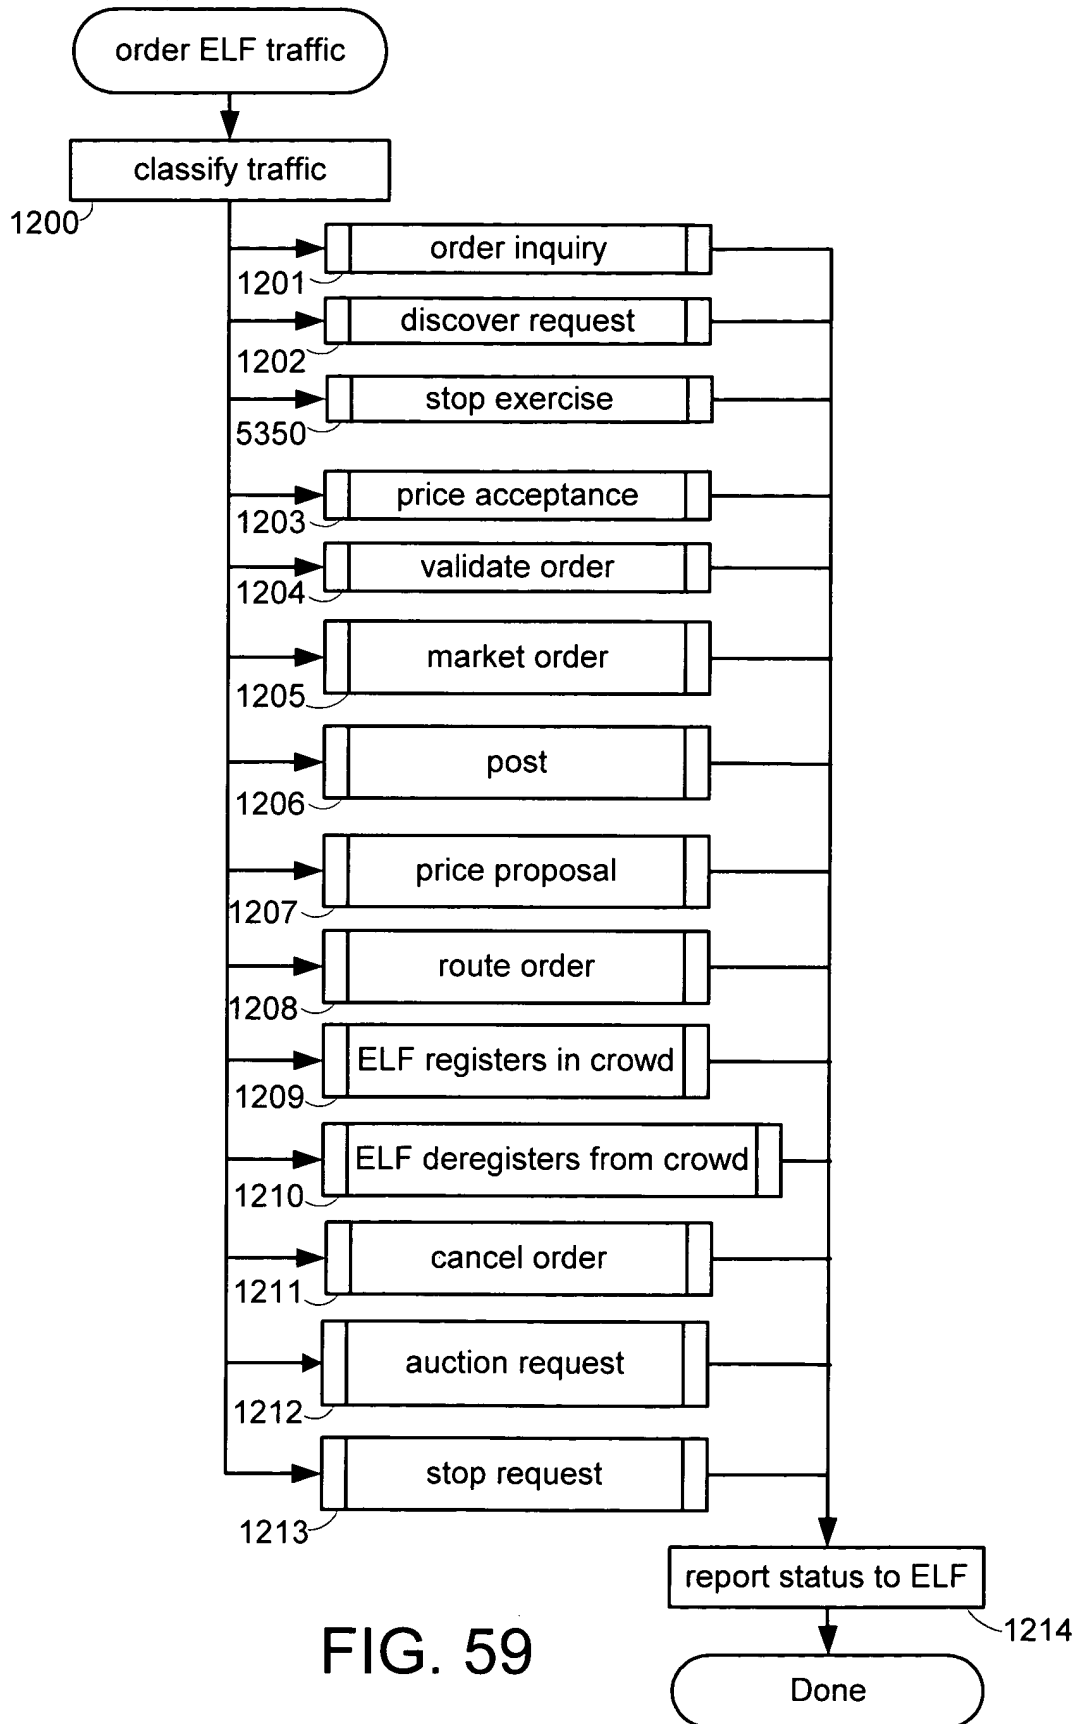 order ELF traffic
classify traffic
1200
order inquiry
1201
discover request
1202
stop exercise
5350
price acceptance
1203
validate order
1204
market order
1205
post
1206
price proposal
1207
route order
1208
ELF registers in crowd
1209
ELF deregisters from crowd
1210
cancel order
1211
auction request
1212
stop request
1213
report status to ELF
1214
Done
FIG. 59